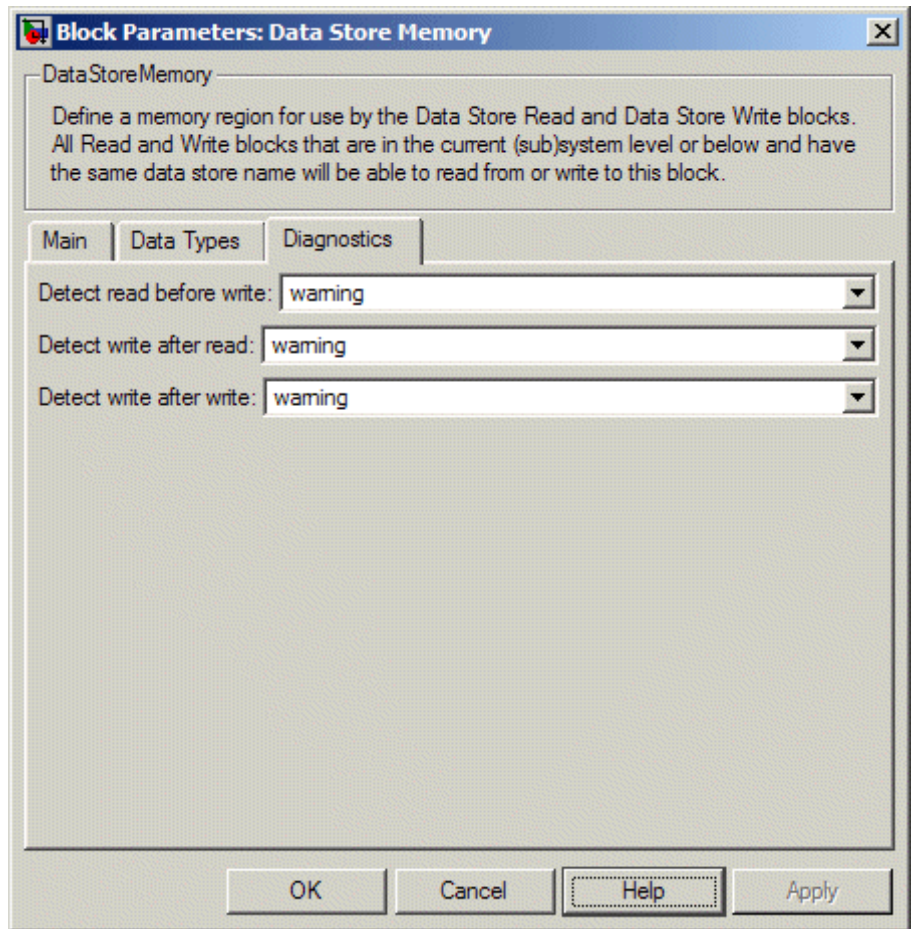 Block Parameters: Data Store Memory
DataStoreMemory
Define a memory region for use by the Data Store Read and Data Store Write blocks.
All Read and Write blocks that are in the current (sub)system level or below and have
the same data store name will be able to read from or write to this block.
Main Data Types Diagnostics
Detect read before write: warning
Detect write after read: warning
Detect write after write: warning
OK Cancel Help Apply